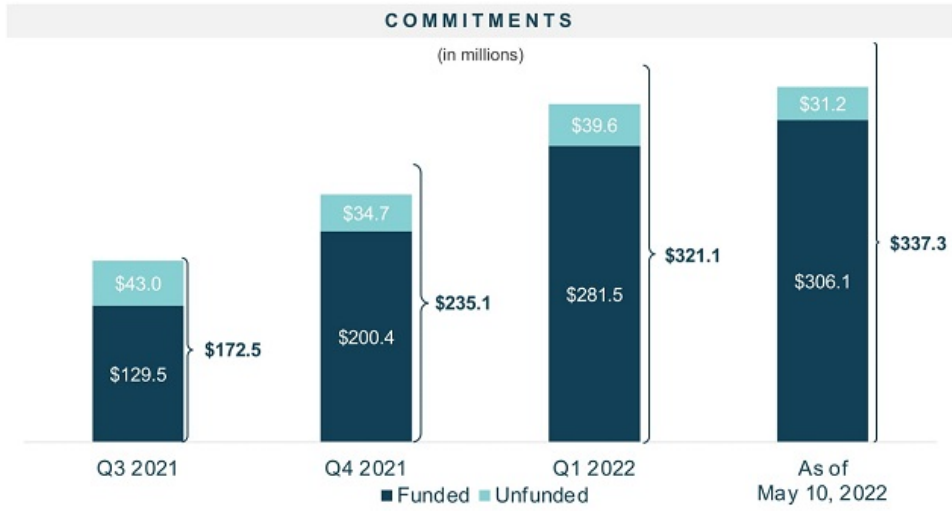 COMMITMENTS
(in millions)
$43.0
$129.5
$172.5
$34.7
$200.4
$235.1
$39.6
$281.5
$321.1
$31.2
$306.1
$337.3
Q3 2021
Q4 2021
Q1 2022
As of
May 10, 2022
Funded
Unfunded